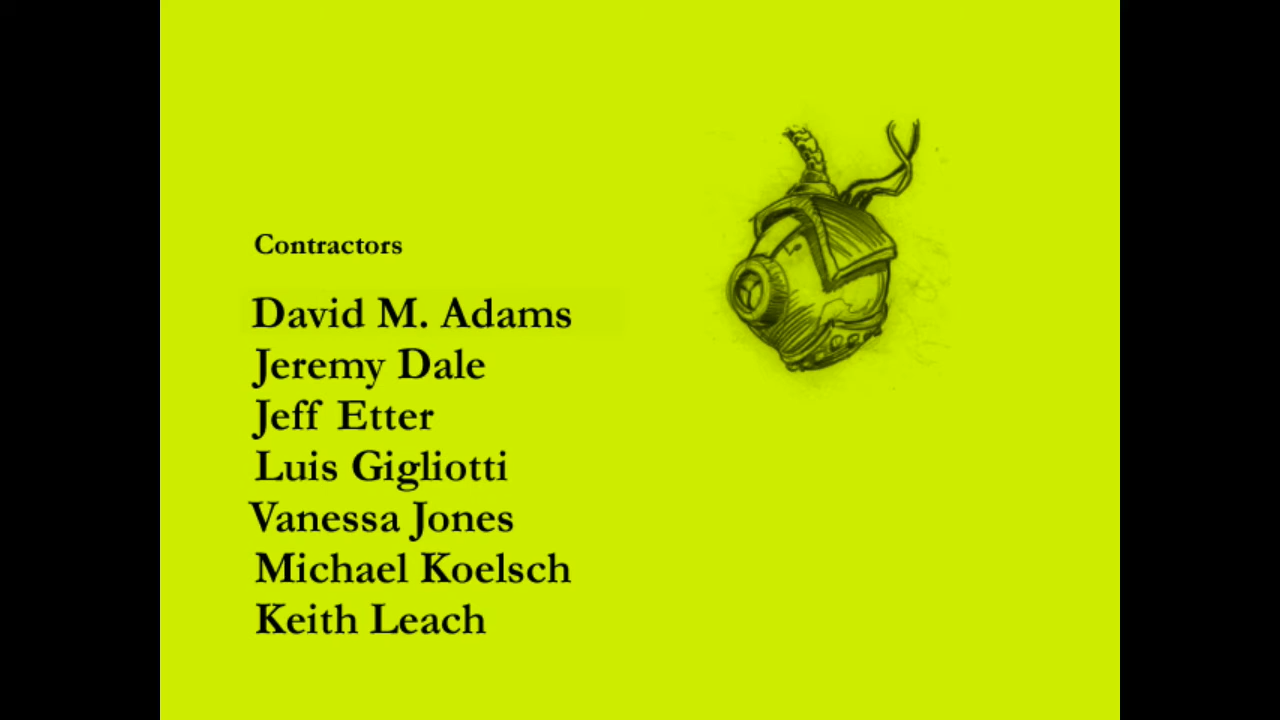 Contractors
David M. Adams
Jeremy Dale
Jeff Etter
Luis Gigliotti
Vanessa Jones
Michael Koelsch
Keith Leach